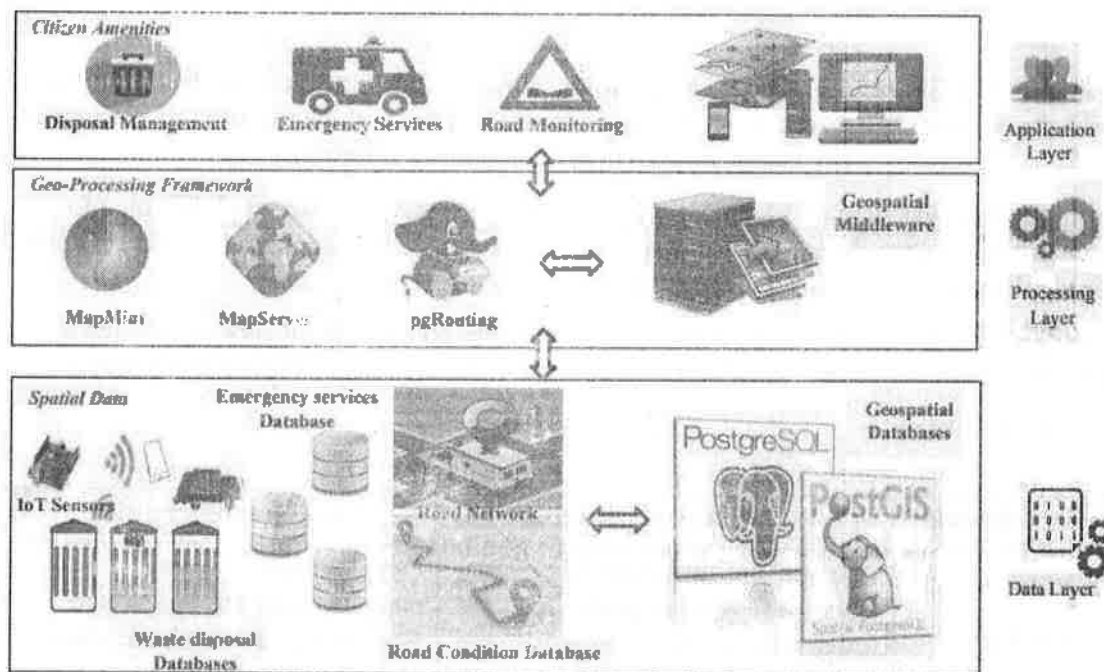 Citizen Amenities
Disposal Management
Emergency Services
Road Monitoring
Application
Layer
Geo-Processing Framework
Geospatial
Middleware
MapMint
MapServer
pgRouting
Processing
Layer
Spatial Data
Emergency services
Database
Geospatial
Databases
IoT Sensors
Road Network
PostgreSQL
PostGIS
Data Layer
Waste disposal
Databases
Road Condition Database